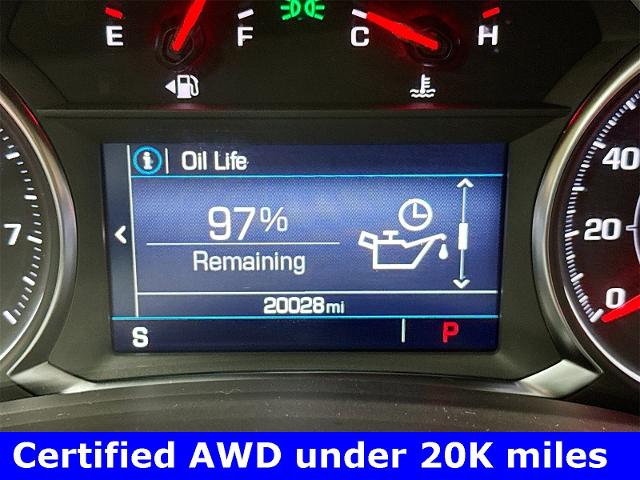 E F C H
i Oil Life
97%
Remaining
20028mi
S P
7
40
20
0
Certified AWD under 20K miles